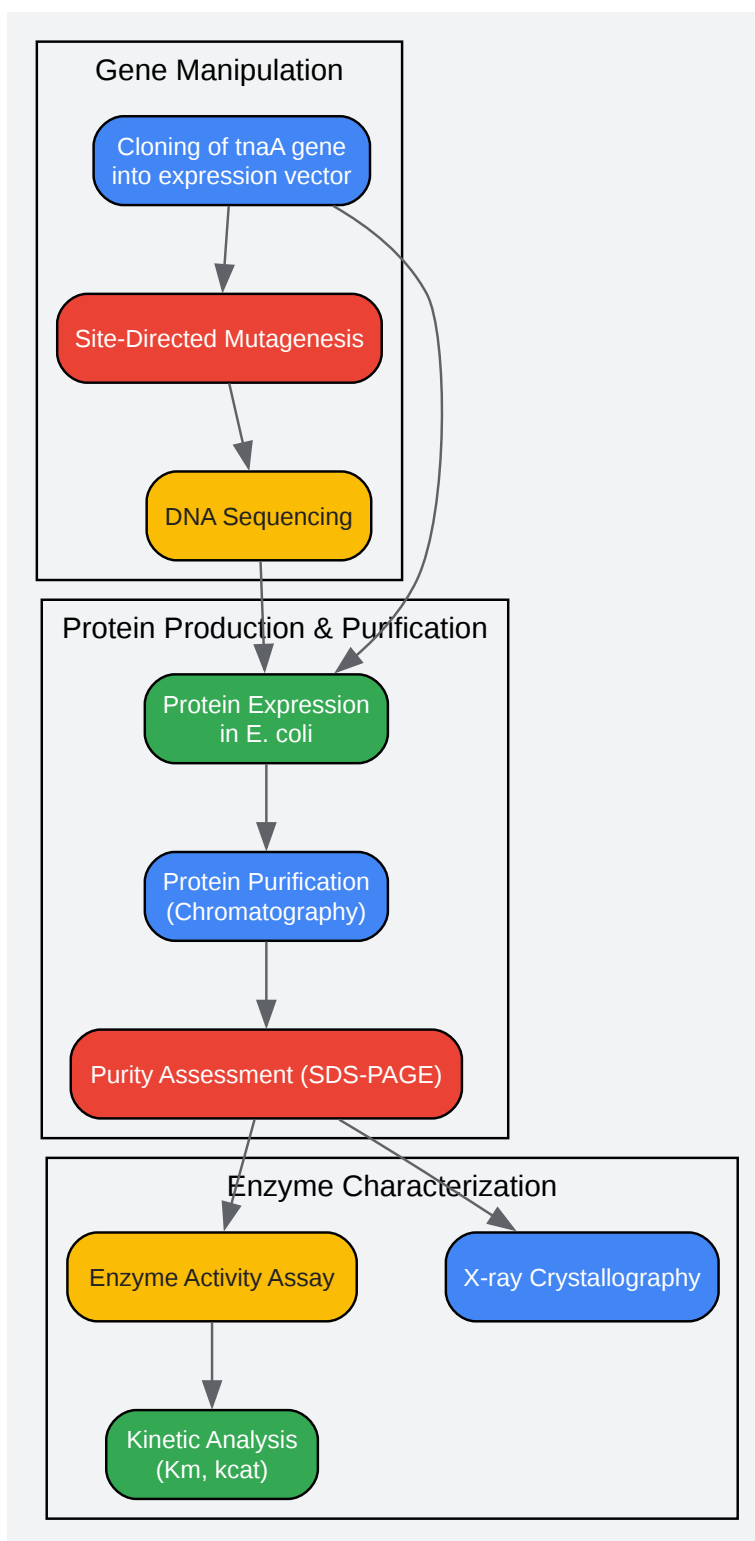 Gene Manipulation
Cloning of tnaA gene
into expression vector
Site-Directed Mutagenesis
DNA Sequencing
Protein Production & Purification
Protein Expression
in E. coli
Protein Purification
(Chromatography)
Purity Assessment (SDS-PAGE)
Enzyme Characterization
Enzyme Activity Assay
X-ray Crystallography
Kinetic Analysis
(Km, kcat)